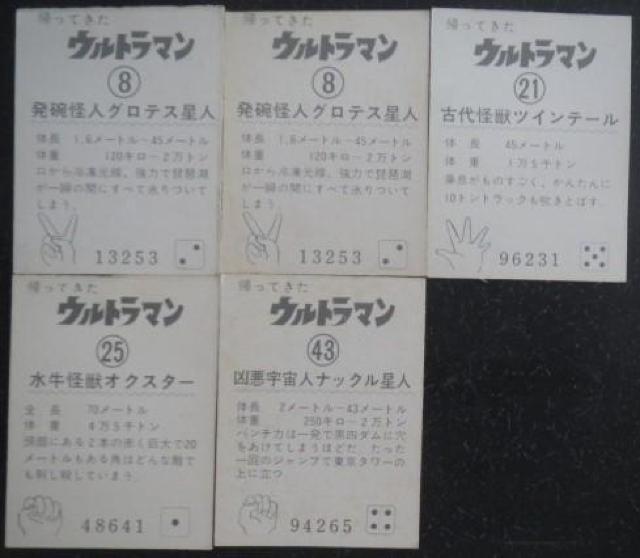 帰ってきた
ウルトラマン
8
発碗怪人グロテス星人
体長 1.6メートル~45メートル
体重 120キロ~2万トン
口から冷凍光線、強力で琵琶湖
が一瞬の間にすべて氷りついて
しまう。
13253
帰ってきた
ウルトラマン
8
発碗怪人グロテス星人
体長 1.6メートル~45メートル
体重 120キロ~2万トン
口から冷凍光線、強力で琵琶湖
が一瞬の間にすべて氷りついて
しまう。
13253
帰ってきた
ウルトラマン
21
古代怪獣ツインテール
体長 45メートル
体重 1万5千トン
鼻息がものすごく、かんたんに
10トントラックも吹きとばす。
96231
帰ってきた
ウルトラマン
25
水牛怪獣オクスター
全長 70メートル
体重 4万5千トン
頭部にある2本の赤く巨大で20
メートルもある角はどんな敵で
も刺し殺していまう。
48641
帰ってきた
ウルトラマン
43
凶悪宇宙人ナックル星人
体長 2メートル~43メートル
体重 250キロ~2万トン
パンチ力は一発で黒四ダムに穴
をあけてしまうほどだ、たった
一回のジャンプで東京タワーの
上に立つ
94265